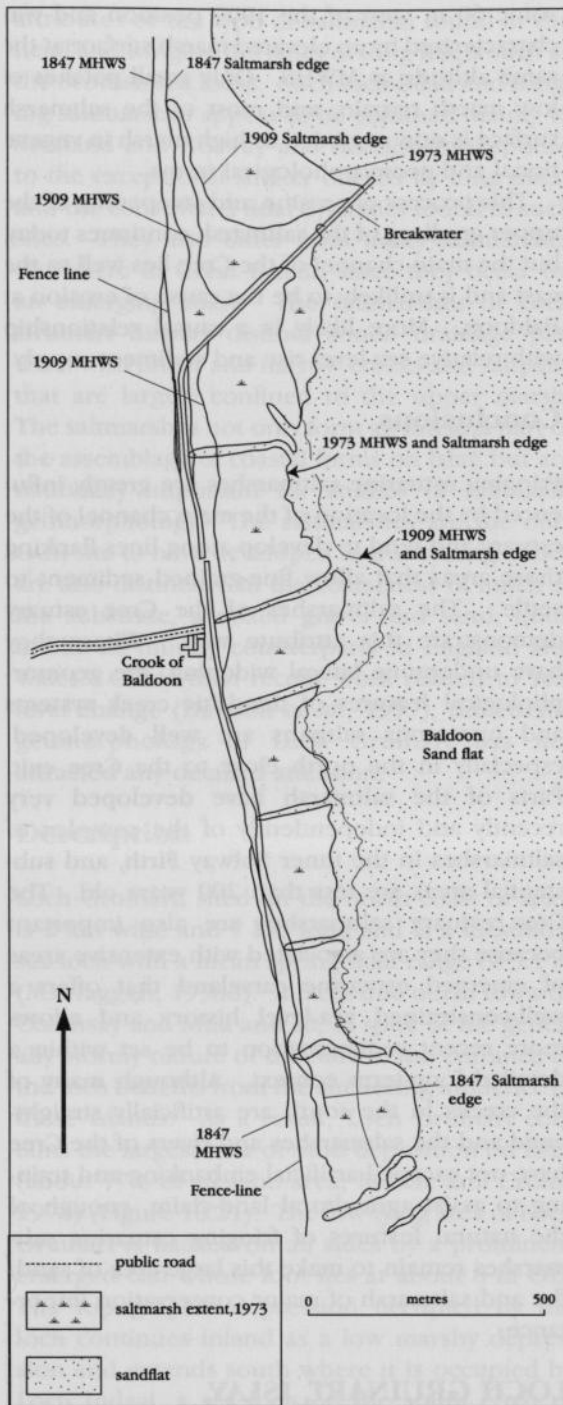 1847 MHWS
1847 Saltmarsh edge
1909 Saltmarsh edge
1973 MHWS
1909 MHWS
Breakwater
Fence line
1909 MHWS
1973 MHWS and Saltmarsh edge
1909 MHWS
and Saltmarsh edge
Crook of
Baldoon
Baldoon
Sand flat
N
1847 Saltmarsh
edge
1847
MHWS
Fence-line
public road
metres 500
saltmarsh extent,1973
sandflat